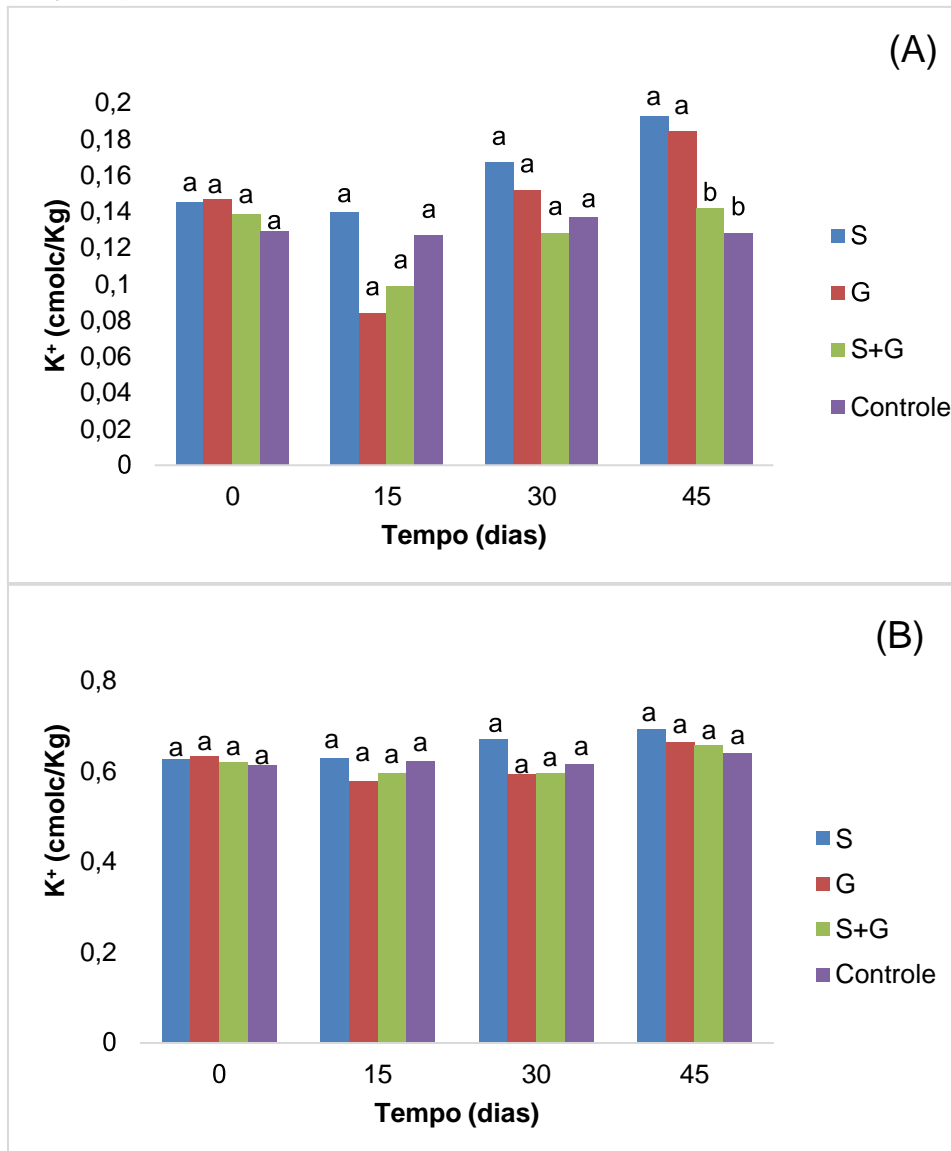 (A)
0,2
0,18
0,16
0,14
0,12
0,1
0,08
0,06
0,04
0,02
0
K⁺ (cmolc/Kg)
a a a a
a a a a
a a a a
a a b b
0 15 30 45
Tempo (dias)
S
G
S+G
Controle
(B)
0,8
0,6
0,4
0,2
0
K⁺ (cmolc/Kg)
a a a a
a a a a
a a a a
a a a a
0 15 30 45
Tempo (dias)
S
G
S+G
Controle